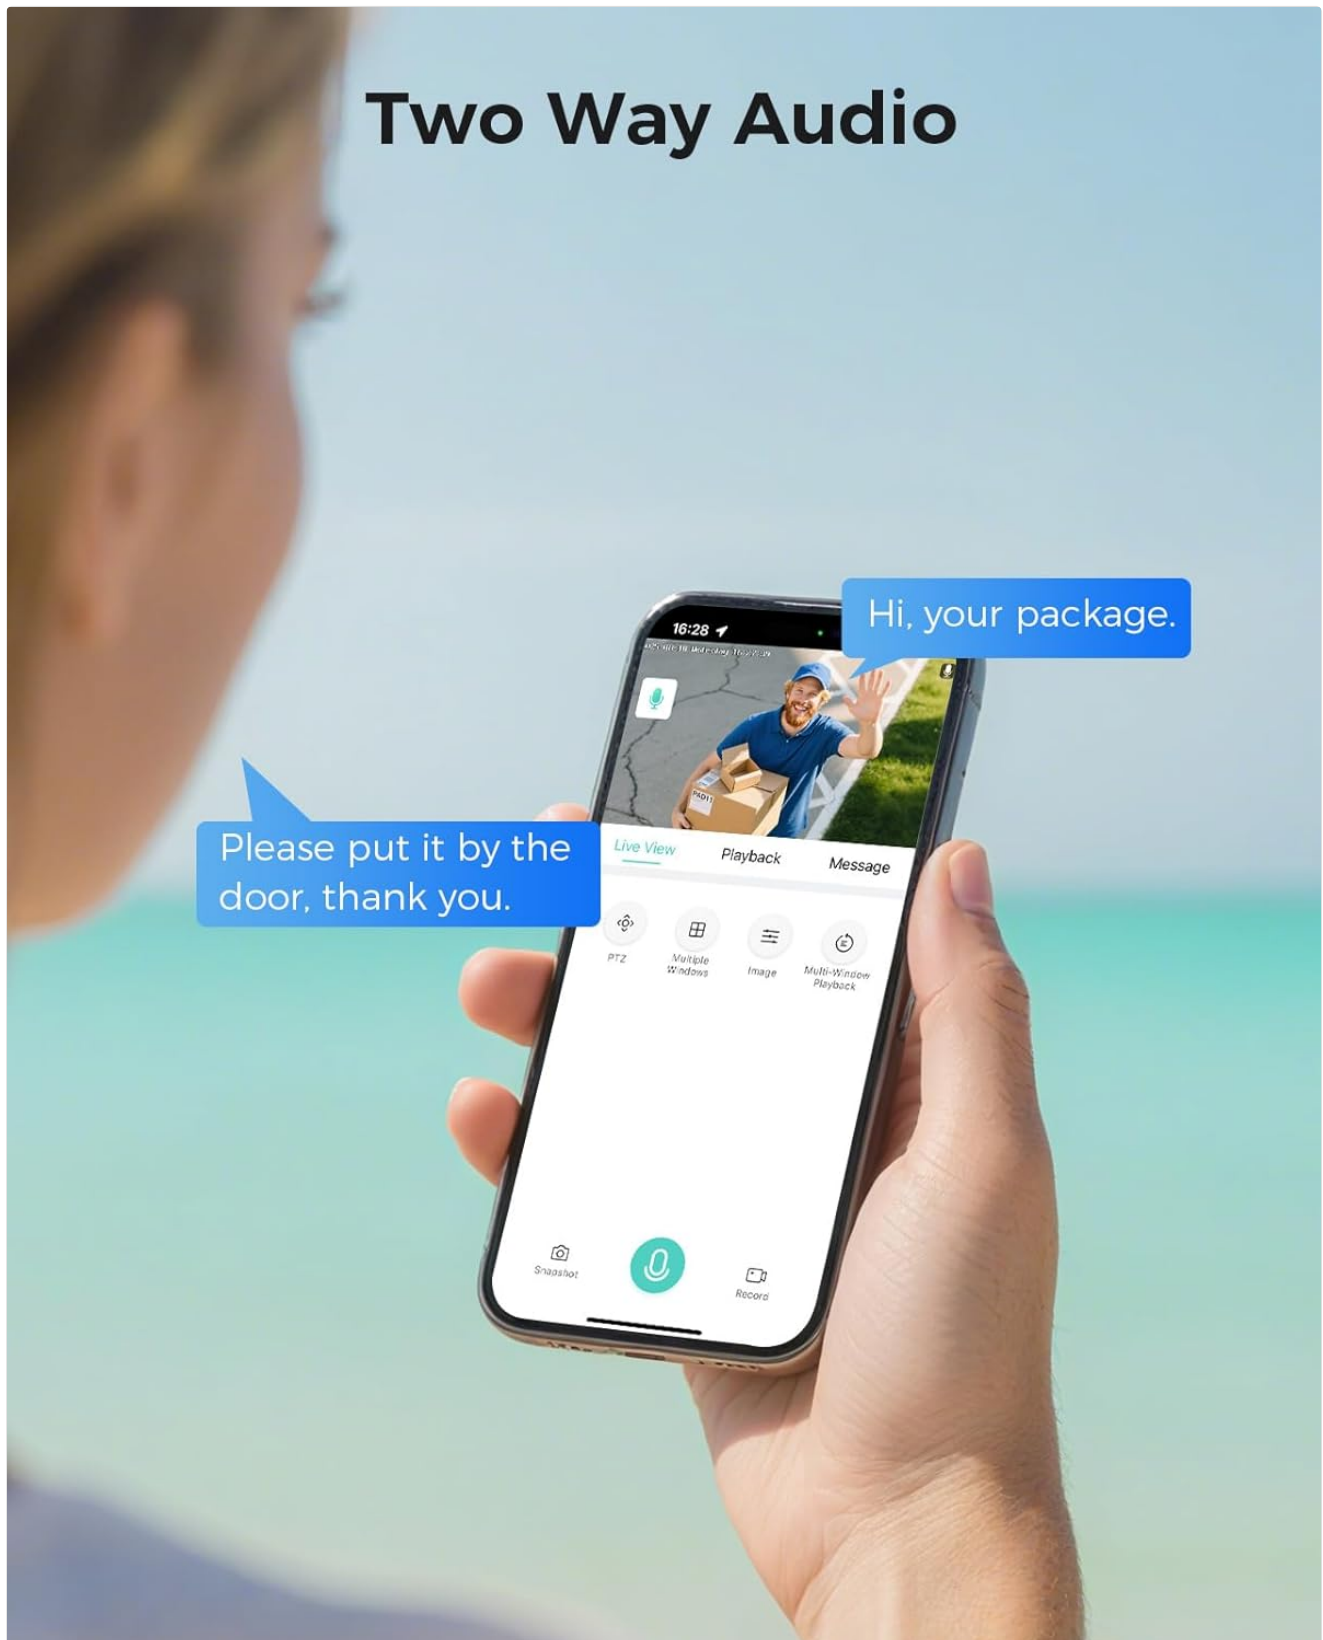 Two Way Audio
Hi, your package.
16:28
Please put it by the
door, thank you.
Live View
Playback
Message
PTZ
Multiple
Windows
Image
Multi-Window
Playback
Snapshot
Record